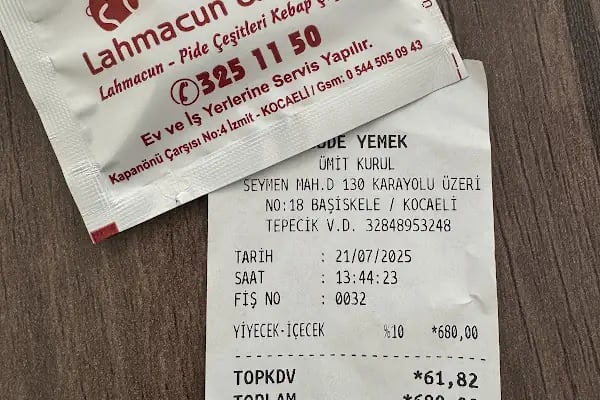 Lahmacun
Lahmacun - Pide Çeşitleri Kebap
325 11 50
Ev ve İş Yerlerine Servis Yapılır.
Kapanönü Çarşısı No:4 İzmit - KOCAELİ / Gsm: 0 544 505 09 43
YEMEK
ÜMİT KURUL
SEYMEN MAH.D 130 KARAYOLU ÜZERİ
NO:18 BAŞİSKELE / KOCAELİ
TEPECİK V.D. 32848953248
TARİH : 21/07/2025
SAAT : 13:44:23
FİŞ NO : 0032
YİYECEK-İÇECEK %10 *680,00
TOPKDV *61,82
TOPLAM